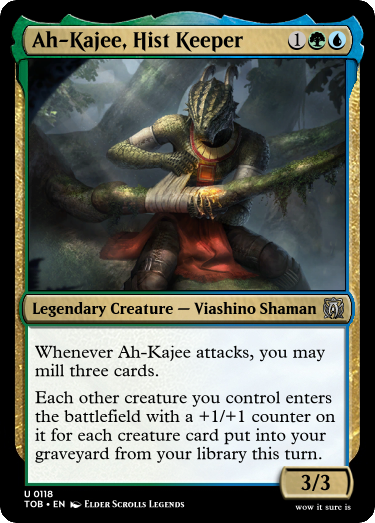 Ah-Kajee, Hist Keeper 1
Legendary Creature — Viashino Shaman
Whenever Ah-Kajee attacks, you may
mill three cards.
Each other creature you control enters
the battlefield with a +1/+1 counter on
it for each creature card put into your
graveyard from your library this turn.
3/3
U 0118
TOB • EN Elder Scrolls Legends
wow it sure is